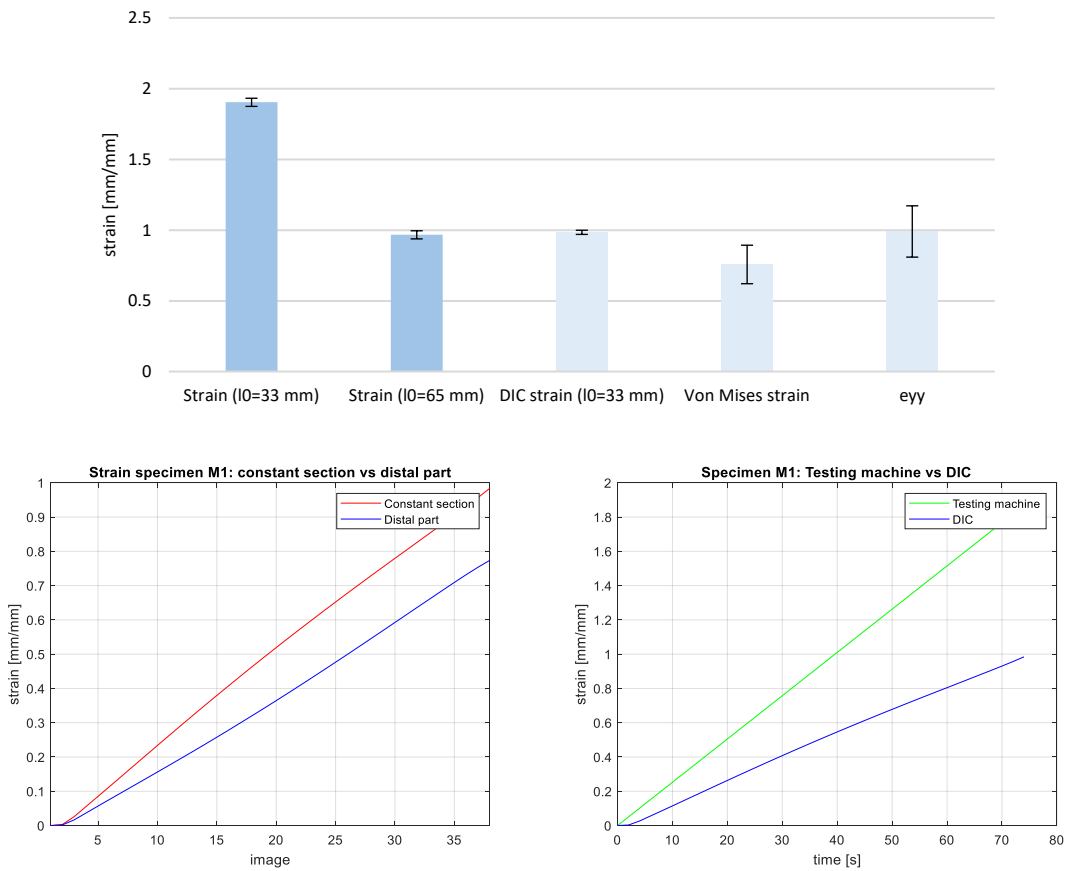 2.5
2
1.5
1
0.5
0
strain [mm/mm]
Strain (l0=33 mm) Strain (l0=65 mm) DIC strain (l0=33 mm) Von Mises strain eyy
Strain specimen M1: constant section vs distal part
1
0.9
0.8
0.7
0.6
0.5
0.4
0.3
0.2
0.1
0
strain [mm/mm]
Constant section
Distal part
5 10 15 20 25 30 35
image
Specimen M1: Testing machine vs DIC
2
1.8
1.6
1.4
1.2
1
0.8
0.6
0.4
0.2
0
strain [mm/mm]
Testing machine
DIC
0 10 20 30 40 50 60 70 80
time [s]